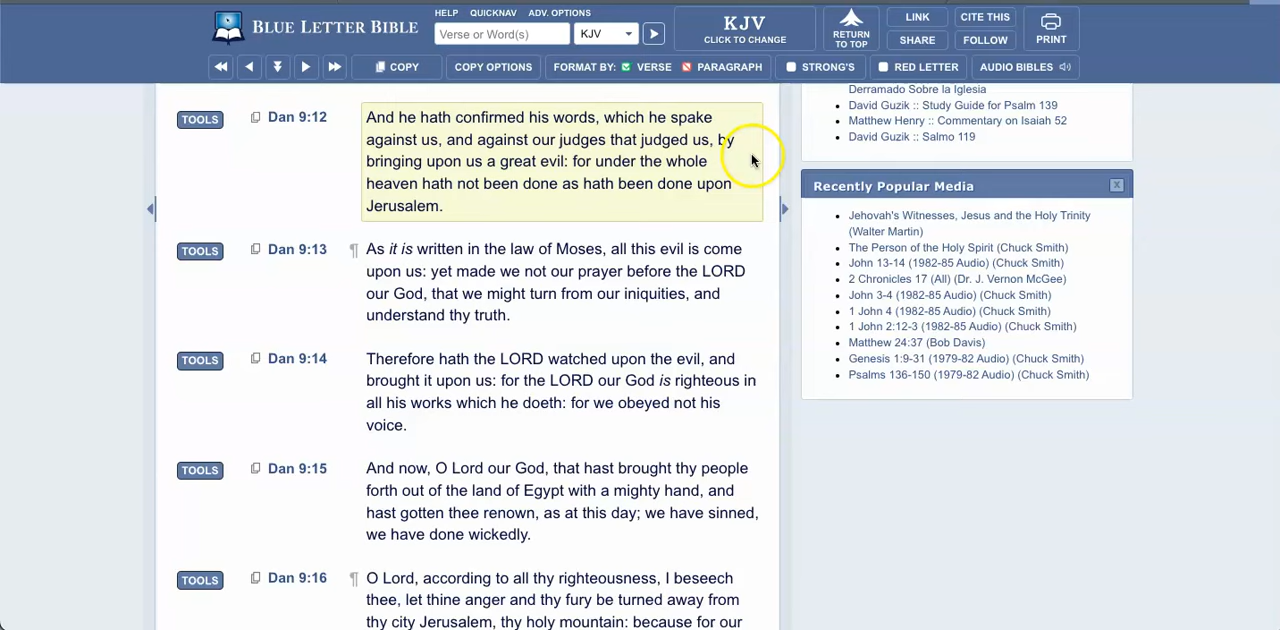 BLUE LETTER BIBLE
HELP QUICKNAV ADV. OPTIONS
Verse or Word(s) KJV
KJV
CLICK TO CHANGE
RETURN
TO TOP
LINK CITE THIS
SHARE FOLLOW
PRINT
COPY COPY OPTIONS FORMAT BY: VERSE PARAGRAPH STRONG'S RED LETTER AUDIO BIBLES
TOOLS Dan 9:12 And he hath confirmed his words, which he spake
against us, and against our judges that judged us, by
bringing upon us a great evil: for under the whole
heaven hath not been done as hath been done upon
Jerusalem.
TOOLS Dan 9:13 ¶ As it is written in the law of Moses, all this evil is come
upon us: yet made we not our prayer before the LORD
our God, that we might turn from our iniquities, and
understand thy truth.
TOOLS Dan 9:14 Therefore hath the LORD watched upon the evil, and
brought it upon us: for the LORD our God is righteous in
all his works which he doeth: for we obeyed not his
voice.
TOOLS Dan 9:15 And now, O Lord our God, that hast brought thy people
forth out of the land of Egypt with a mighty hand, and
hast gotten thee renown, as at this day; we have sinned,
we have done wickedly.
TOOLS Dan 9:16 ¶ O Lord, according to all thy righteousness, I beseech
thee, let thine anger and thy fury be turned away from
thy city Jerusalem, thy holy mountain: because for our
Derramado Sobre la Iglesia
David Guzik :: Study Guide for Psalm 139
Matthew Henry :: Commentary on Isaiah 52
David Guzik :: Salmo 119
Recently Popular Media x
Jehovah's Witnesses, Jesus and the Holy Trinity
(Walter Martin)
The Person of the Holy Spirit (Chuck Smith)
John 13-14 (1982-85 Audio) (Chuck Smith)
2 Chronicles 17 (All) (Dr. J. Vernon McGee)
John 3-4 (1982-85 Audio) (Chuck Smith)
1 John 4 (1982-85 Audio) (Chuck Smith)
1 John 2:12-3 (1982-85 Audio) (Chuck Smith)
Matthew 24:37 (Bob Davis)
Genesis 1:9-31 (1979-82 Audio) (Chuck Smith)
Psalms 136-150 (1979-82 Audio) (Chuck Smith)